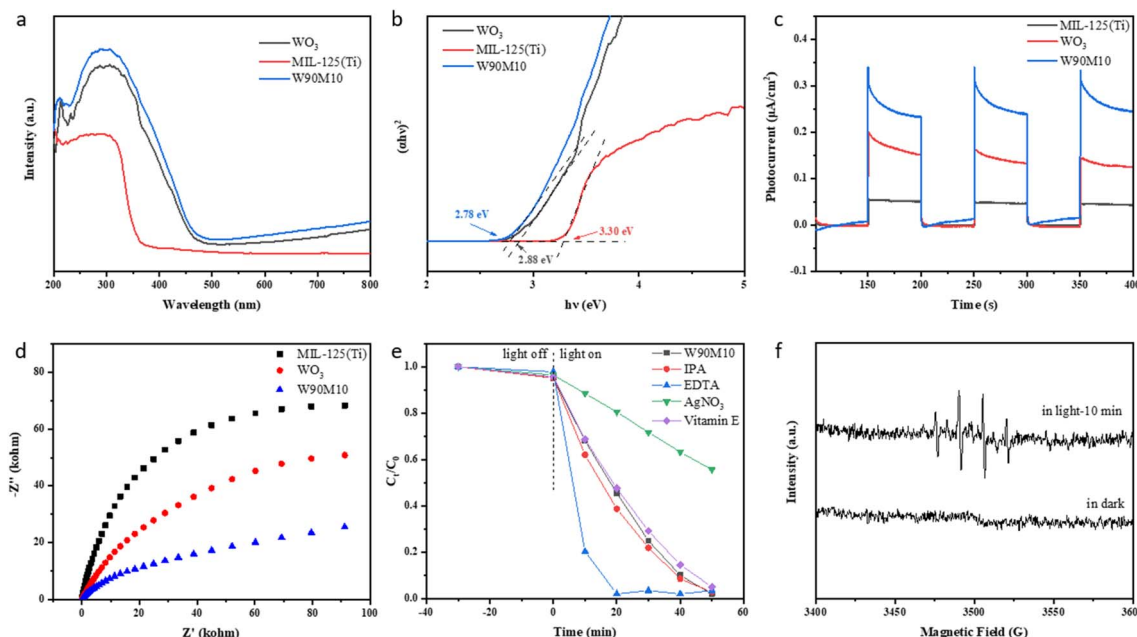 a
WO3
MIL-125(Ti)
W90M10
Intensity (a.u.)
200 300 400 500 600 700 800
Wavelength (nm)
b
WO3
MIL-125(Ti)
W90M10
(αhν)²
2.78 eV
3.30 eV
2.88 eV
2 3 4 5
hν (eV)
c
MIL-125(Ti)
WO3
W90M10
Photocurrent (μA/cm²)
0.4
0.3
0.2
0.1
0.0
-0.1
100 150 200 250 300 350 400
Time (s)
d
MIL-125(Ti)
WO3
W90M10
-Z'' (kohm)
80
60
40
20
0
0 20 40 60 80 100
Z' (kohm)
e
light off light on
W90M10
IPA
EDTA
AgNO3
Vitamin E
Ct/C0
1.0
0.8
0.6
0.4
0.2
0.0
-40 -20 0 20 40 60
Time (min)
f
in light-10 min
in dark
Intensity (a.u.)
3400 3450 3500 3550 3600
Magnetic Field (G)